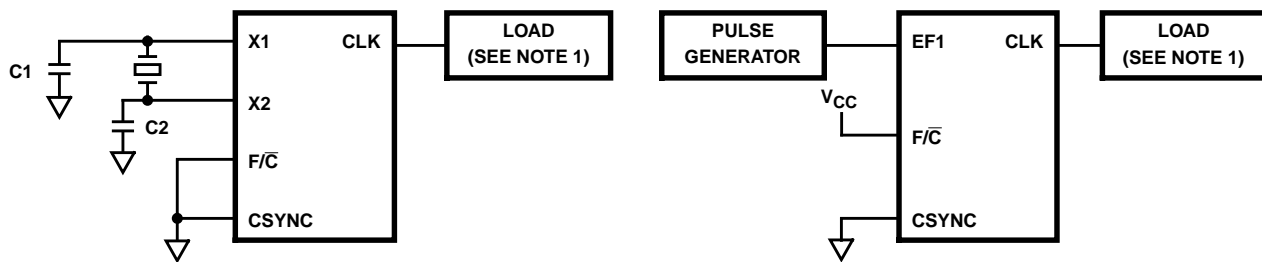 X1
CLK
LOAD
(SEE NOTE 1)
C1
X2
C2
F/C̅
CSYNC
PULSE
GENERATOR
EF1
CLK
LOAD
(SEE NOTE 1)
VCC
F/C̅
CSYNC